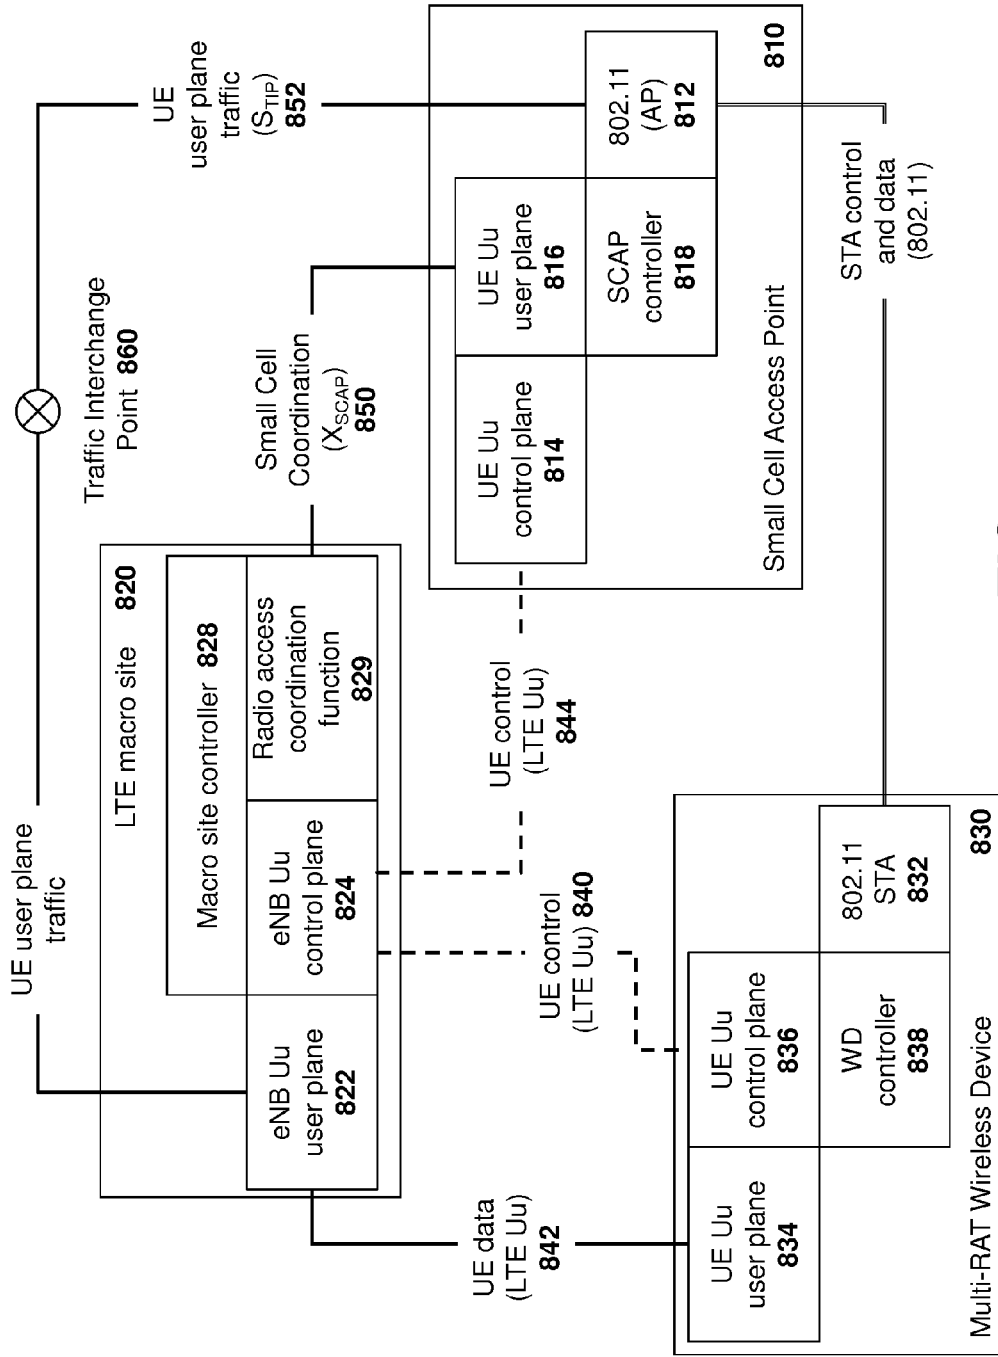 UE user plane
traffic
Traffic Interchange
Point 860
UE
user plane
traffic
(STIP)
852
LTE macro site 820
Macro site controller 828
eNB Uu
user plane
822
eNB Uu
control plane
824
Radio access
coordination
function
829
Small Cell
Coordination
(XSCAP)
850
UE data
(LTE Uu)
842
UE control
(LTE Uu) 840
UE control
(LTE Uu)
844
UE Uu
control plane
814
UE Uu
user plane
816
802.11
(AP)
812
SCAP
controller
818
Small Cell Access Point
810
UE Uu
user plane
834
UE Uu
control plane
836
WD
controller
838
802.11
STA
832
Multi-RAT Wireless Device
830
STA control
and data
(802.11)